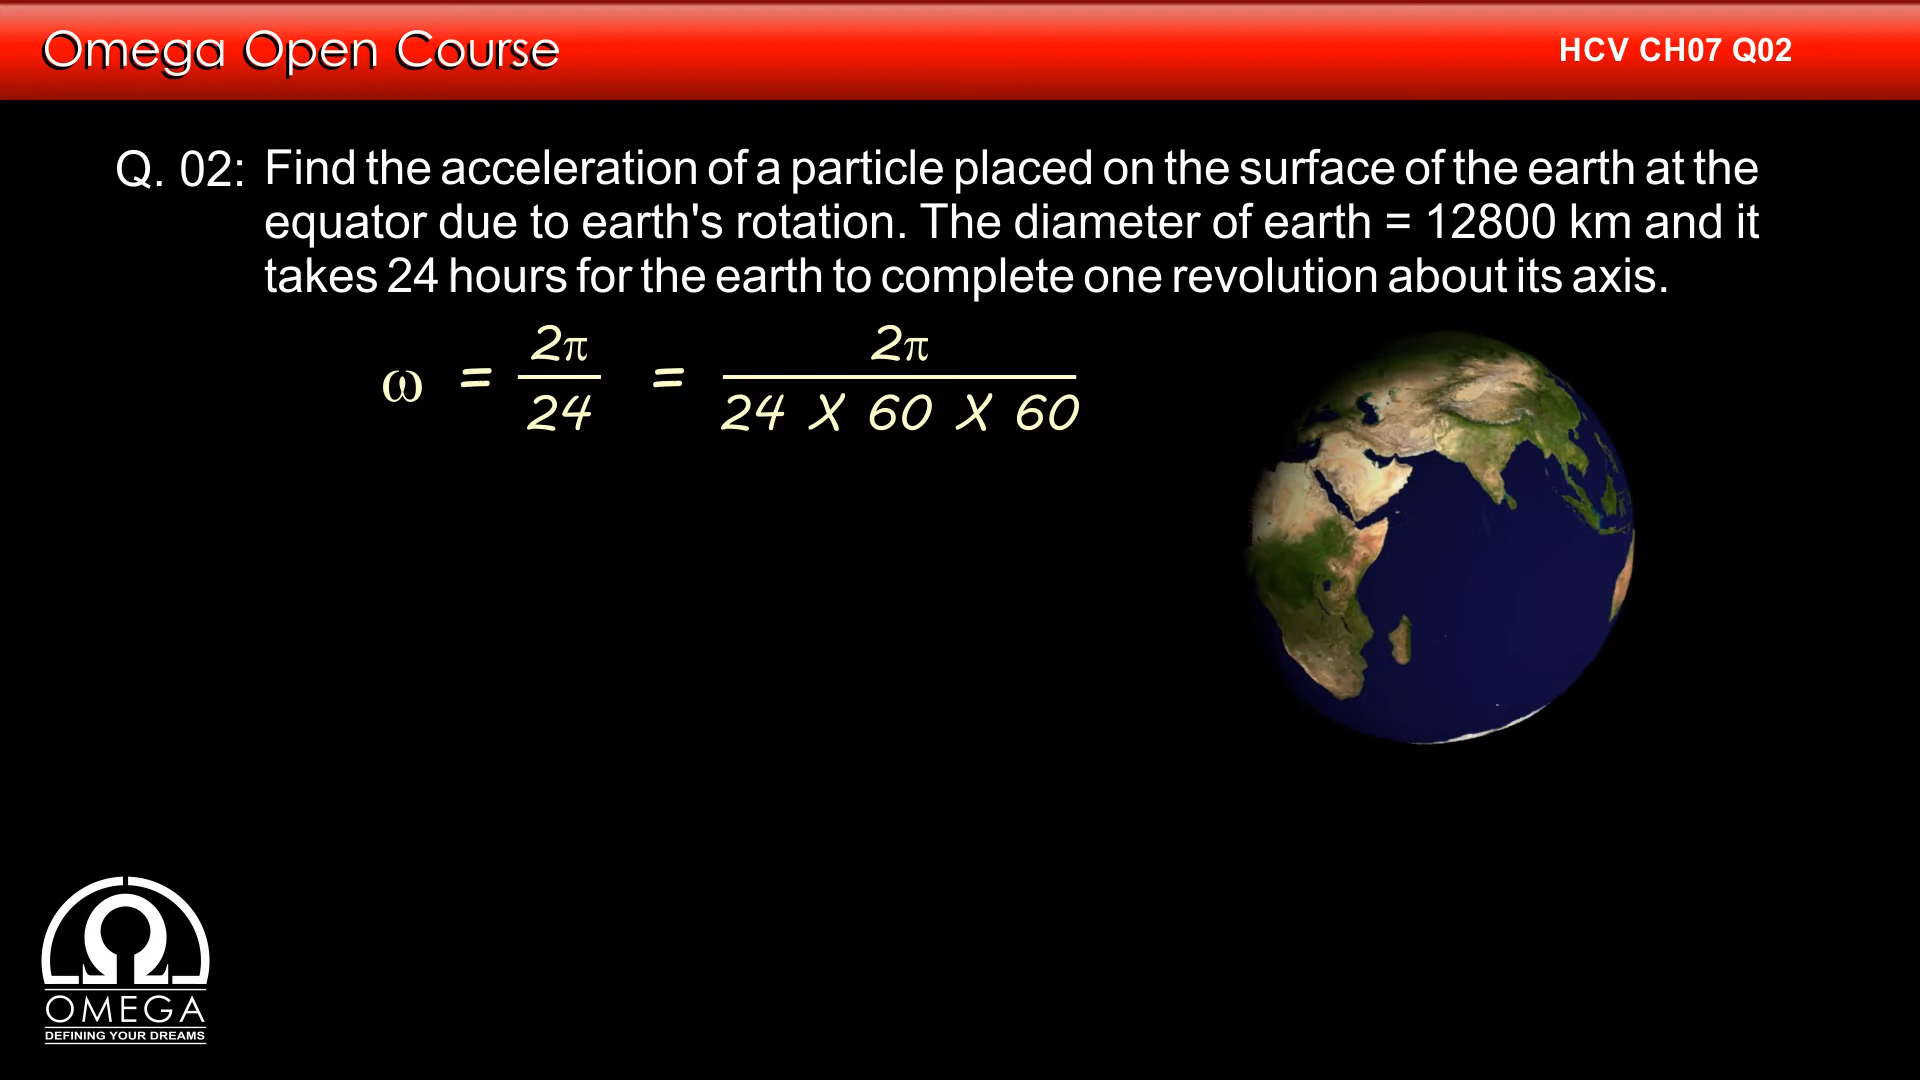 Omega Open Course
HCV CH07 Q02
Q. 02: Find the acceleration of a particle placed on the surface of the earth at the
equator due to earth's rotation. The diameter of earth = 12800 km and it
takes 24 hours for the earth to complete one revolution about its axis.
ω = 2π/24 = 2π/(24 X 60 X 60)
OMEGA
DEFINING YOUR DREAMS